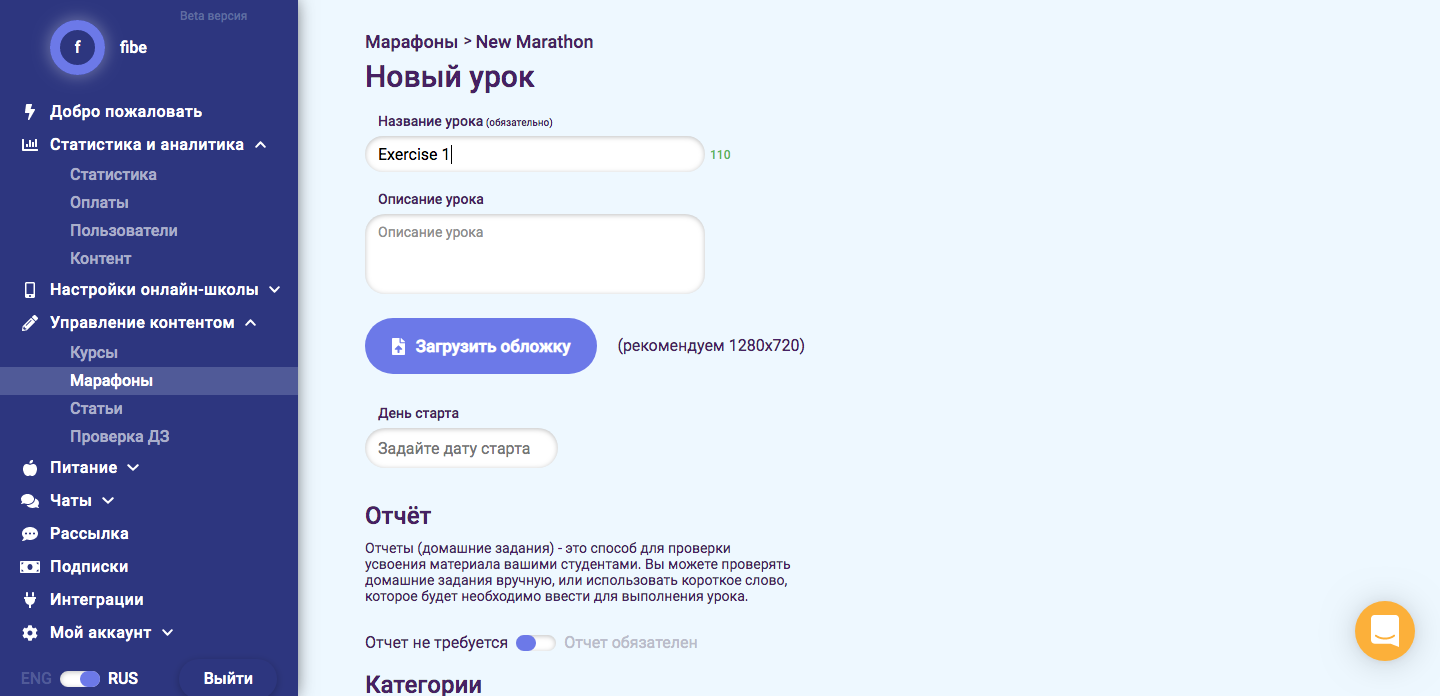 Beta версия
f
fibe
Добро пожаловать
Статистика и аналитика
Статистика
Оплаты
Пользователи
Контент
Настройки онлайн-школы
Управление контентом
Курсы
Марафоны
Статьи
Проверка ДЗ
Питание
Чаты
Рассылка
Подписки
Интеграции
Мой аккаунт
ENG RUS Выйти
Марафоны > New Marathon
Новый урок
Название урока (обязательно)
Exercise 1 110
Описание урока
Описание урока
Загрузить обложку (рекомендуем 1280x720)
День старта
Задайте дату старта
Отчёт
Отчеты (домашние задания) - это способ для проверки
усвоения материала вашими студентами. Вы можете проверять
домашние задания вручную, или использовать короткое слово,
которое будет необходимо ввести для выполнения урока.
Отчет не требуется Отчет обязателен
Категории